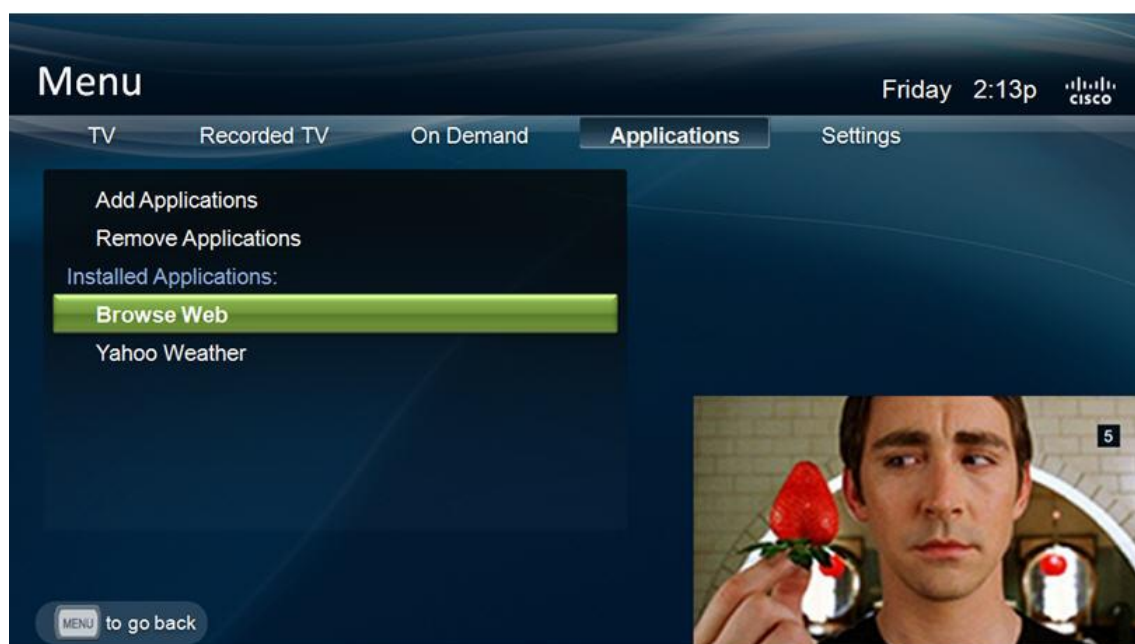 Menu
Friday 2:13p
cisco
TV Recorded TV On Demand Applications Settings
Add Applications
Remove Applications
Installed Applications:
Browse Web
Yahoo Weather
5
MENU to go back